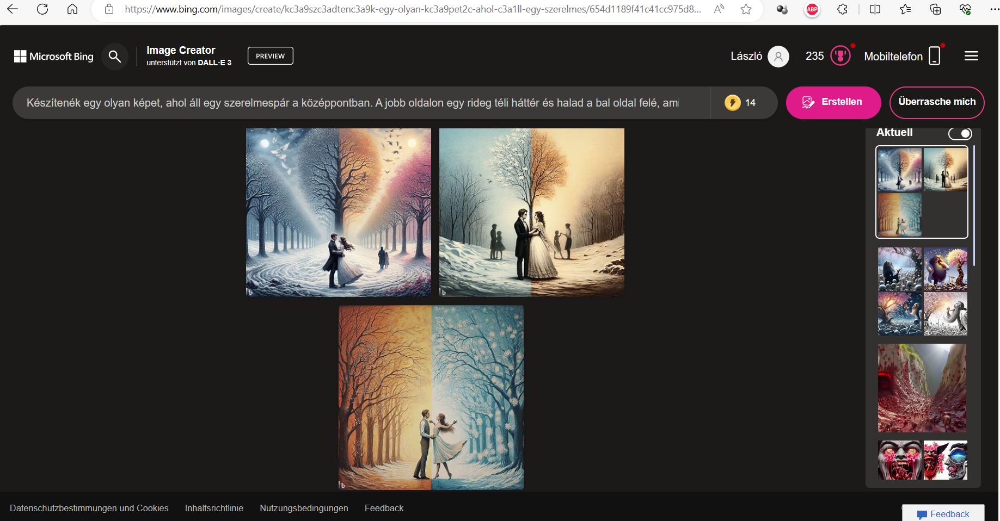 https://www.bing.com/images/create/kc3a9szc3adtenc3a9k-egy-olyan-kc3a9pet2c-ahol-c3a1ll-egy-szerelmes/654d1189f41c41cc975d8...
ABP
Microsoft Bing
Image Creator
unterstützt von DALL·E 3
PREVIEW
László
235
Mobiltelefon
Készítenék egy olyan képet, ahol áll egy szerelmespár a középpontban. A jobb oldalon egy rideg téli háttér és halad a bal oldal felé, ami
14
Erstellen
Überrasche mich
Aktuell
Datenschutzbestimmungen und Cookies
Inhaltsrichtlinie
Nutzungsbedingungen
Feedback
Feedback